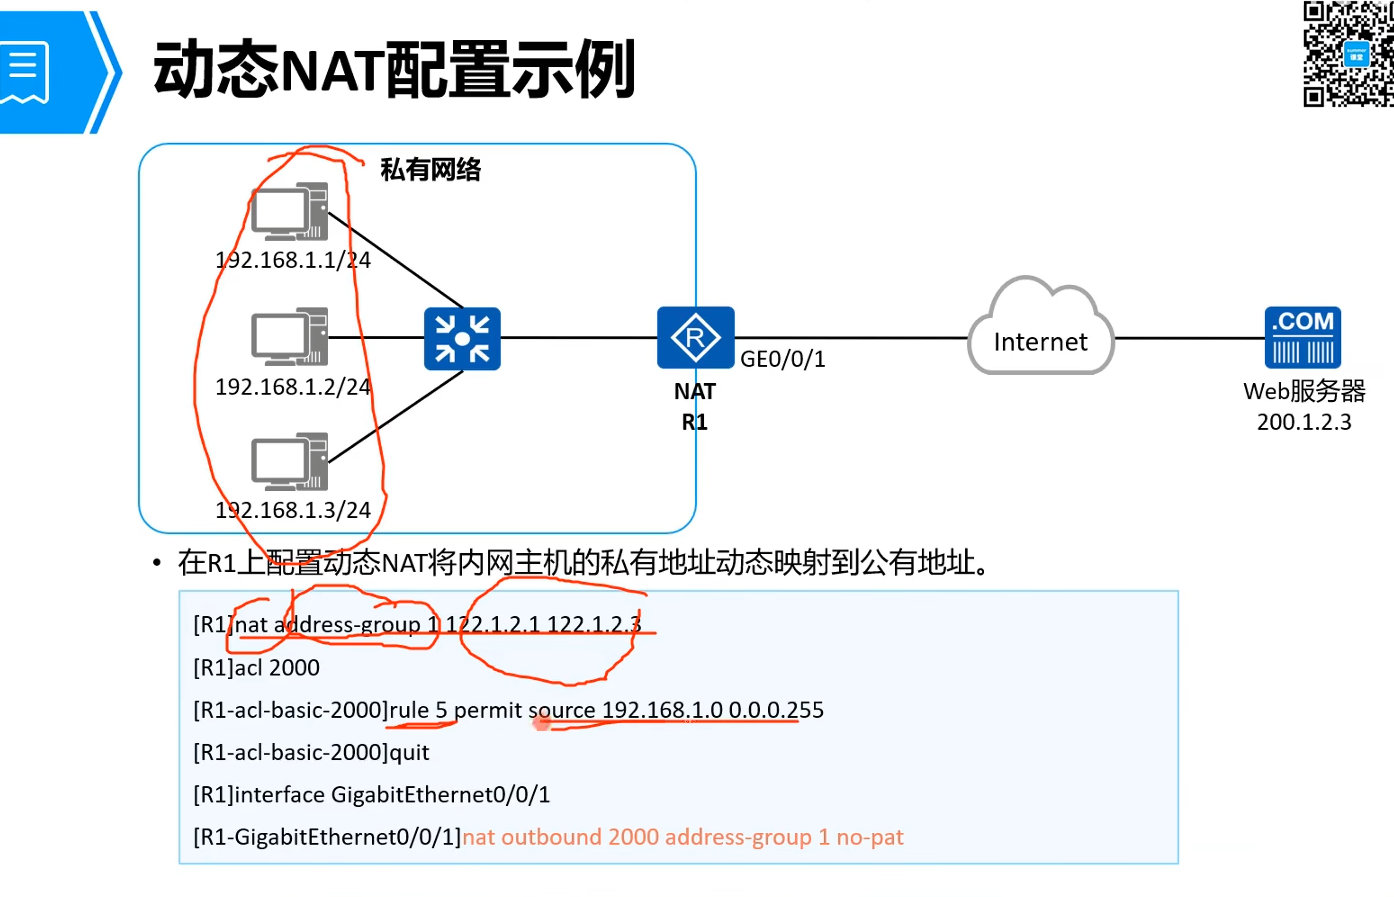 动态NAT配置示例
summer
课堂
私有网络
192.168.1.1/24
192.168.1.2/24
192.168.1.3/24
R
GE0/0/1
NAT
R1
Internet
.COM
Web服务器
200.1.2.3
• 在R1上配置动态NAT将内网主机的私有地址动态映射到公有地址。
[R1]nat address-group 1 122.1.2.1 122.1.2.3
[R1]acl 2000
[R1-acl-basic-2000]rule 5 permit source 192.168.1.0 0.0.0.255
[R1-acl-basic-2000]quit
[R1]interface GigabitEthernet0/0/1
[R1-GigabitEthernet0/0/1]nat outbound 2000 address-group 1 no-pat